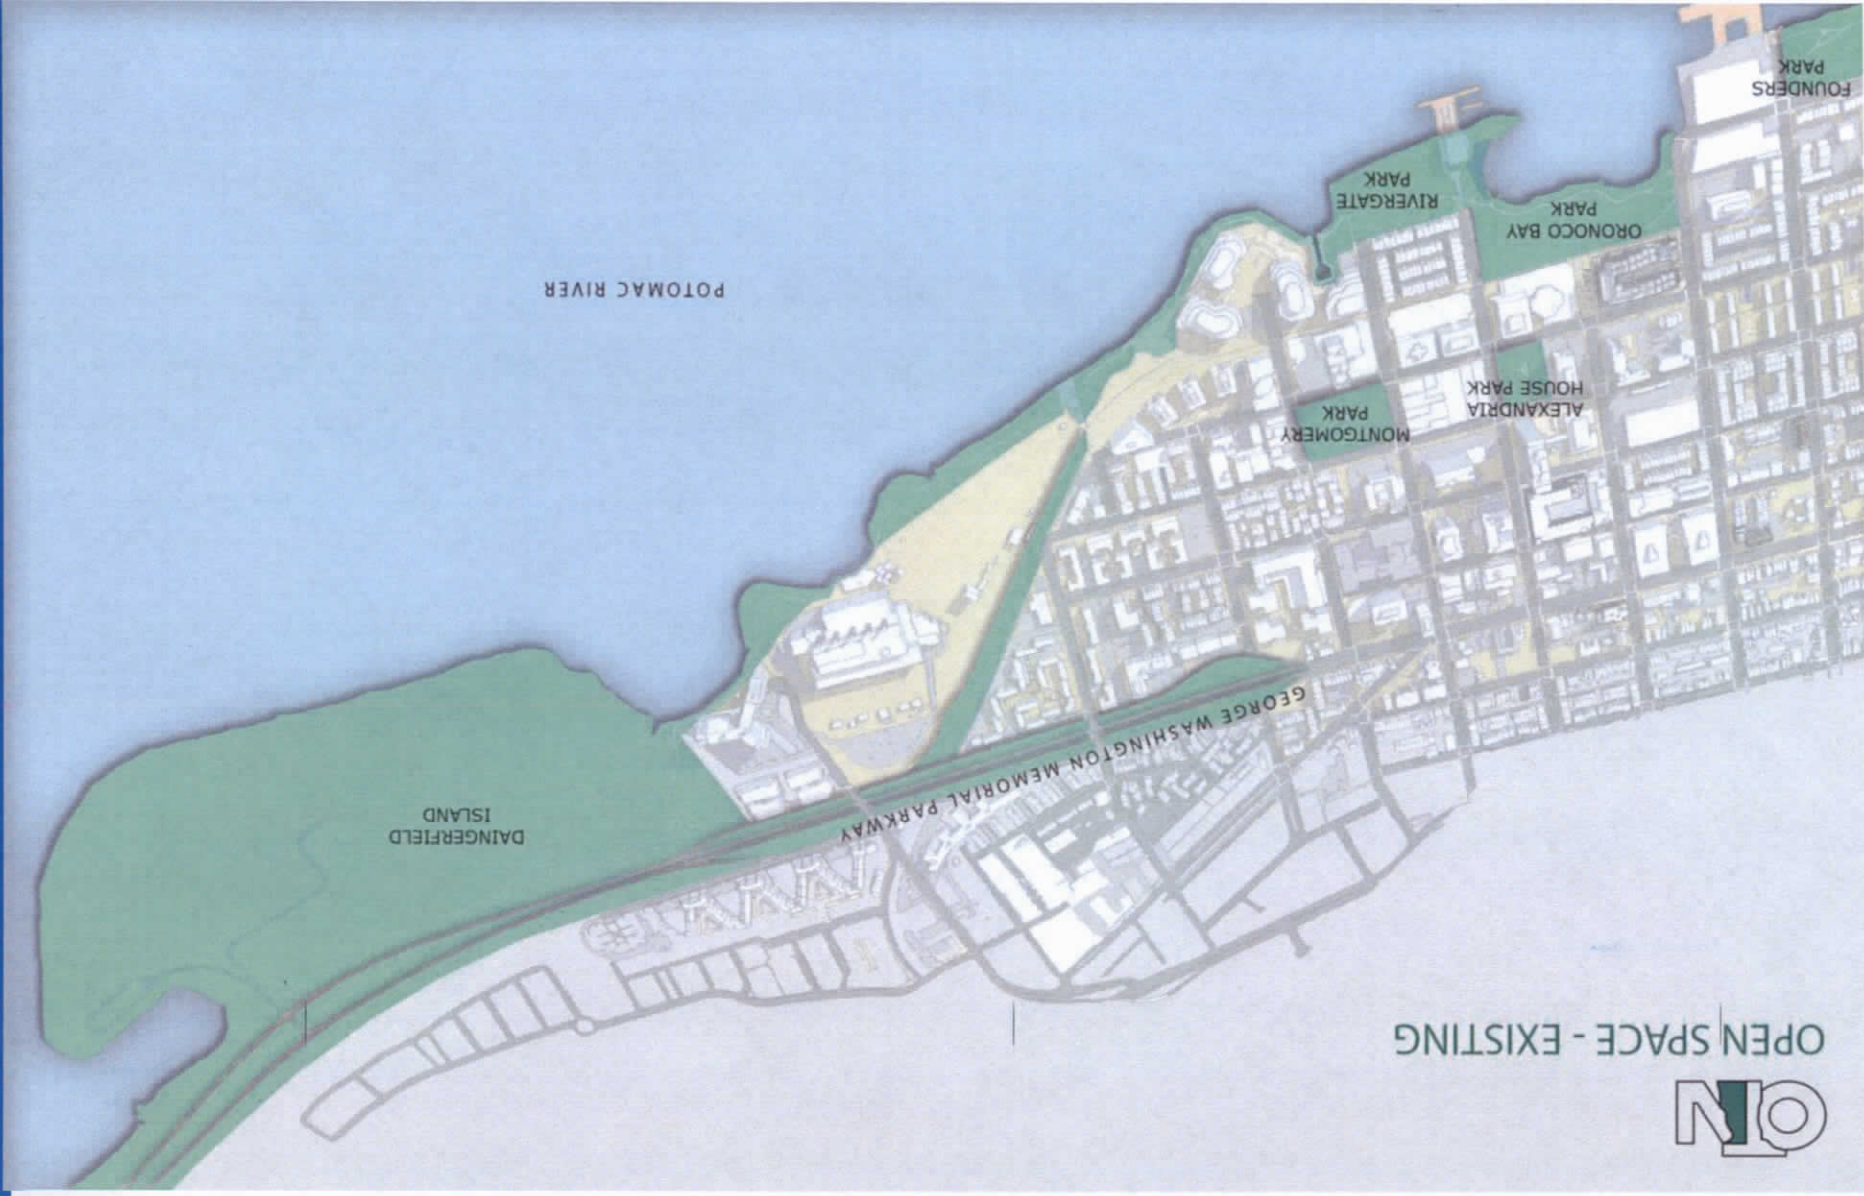 OTN
OPEN SPACE - EXISTING
DAINGERFIELD
ISLAND
GEORGE WASHINGTON MEMORIAL PARKWAY
MONTGOMERY
PARK
ALEXANDRIA
HOUSE PARK
POTOMAC RIVER
ORONOCO BAY
PARK
RIVERGATE
PARK
FOUNDERS
PARK